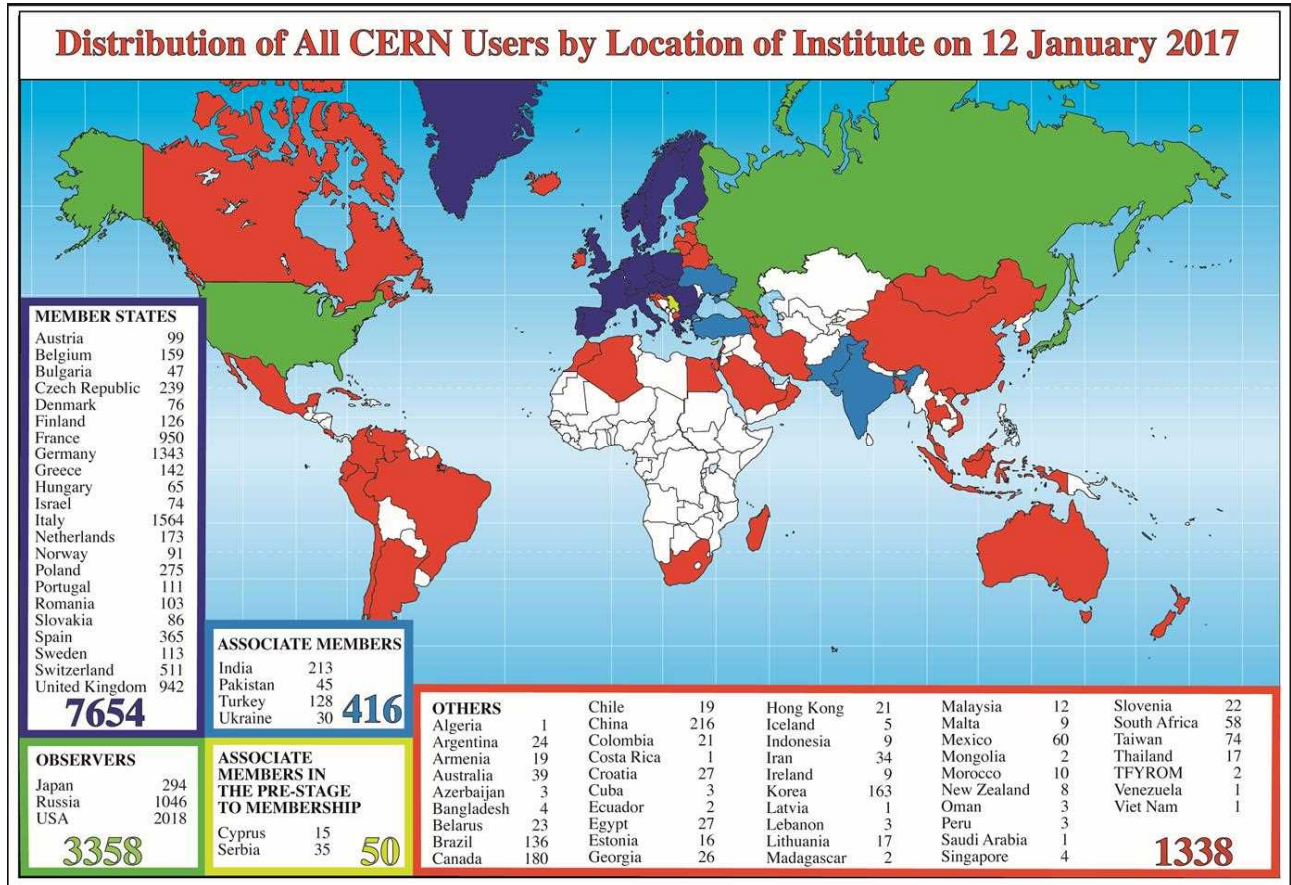 Distribution of All CERN Users by Location of Institute on 12 January 2017
MEMBER STATES
Austria 99
Belgium 159
Bulgaria 47
Czech Republic 239
Denmark 76
Finland 126
France 950
Germany 1343
Greece 142
Hungary 65
Israel 74
Italy 1564
Netherlands 173
Norway 91
Poland 275
Portugal 111
Romania 103
Slovakia 86
Spain 365
Sweden 113
Switzerland 511
United Kingdom 942
7654
OBSERVERS
Japan 294
Russia 1046
USA 2018
3358
ASSOCIATE MEMBERS
India 213
Pakistan 45
Turkey 128
Ukraine 30
416
ASSOCIATE
MEMBERS IN
THE PRE-STAGE
TO MEMBERSHIP
Cyprus 15
Serbia 35
50
OTHERS
Algeria 1
Argentina 24
Armenia 19
Australia 39
Azerbaijan 3
Bangladesh 4
Belarus 23
Brazil 136
Canada 180
Chile 19
China 216
Colombia 21
Costa Rica 1
Croatia 27
Cuba 3
Ecuador 2
Egypt 27
Estonia 16
Georgia 26
Hong Kong 21
Iceland 5
Indonesia 9
Iran 34
Ireland 9
Korea 163
Latvia 1
Lebanon 3
Lithuania 17
Madagascar 2
Malaysia 12
Malta 9
Mexico 60
Mongolia 2
Morocco 10
New Zealand 8
Oman 3
Peru 3
Saudi Arabia 1
Singapore 4
Slovenia 22
South Africa 58
Taiwan 74
Thailand 17
TFYROM 2
Venezuela 1
Viet Nam 1
1338